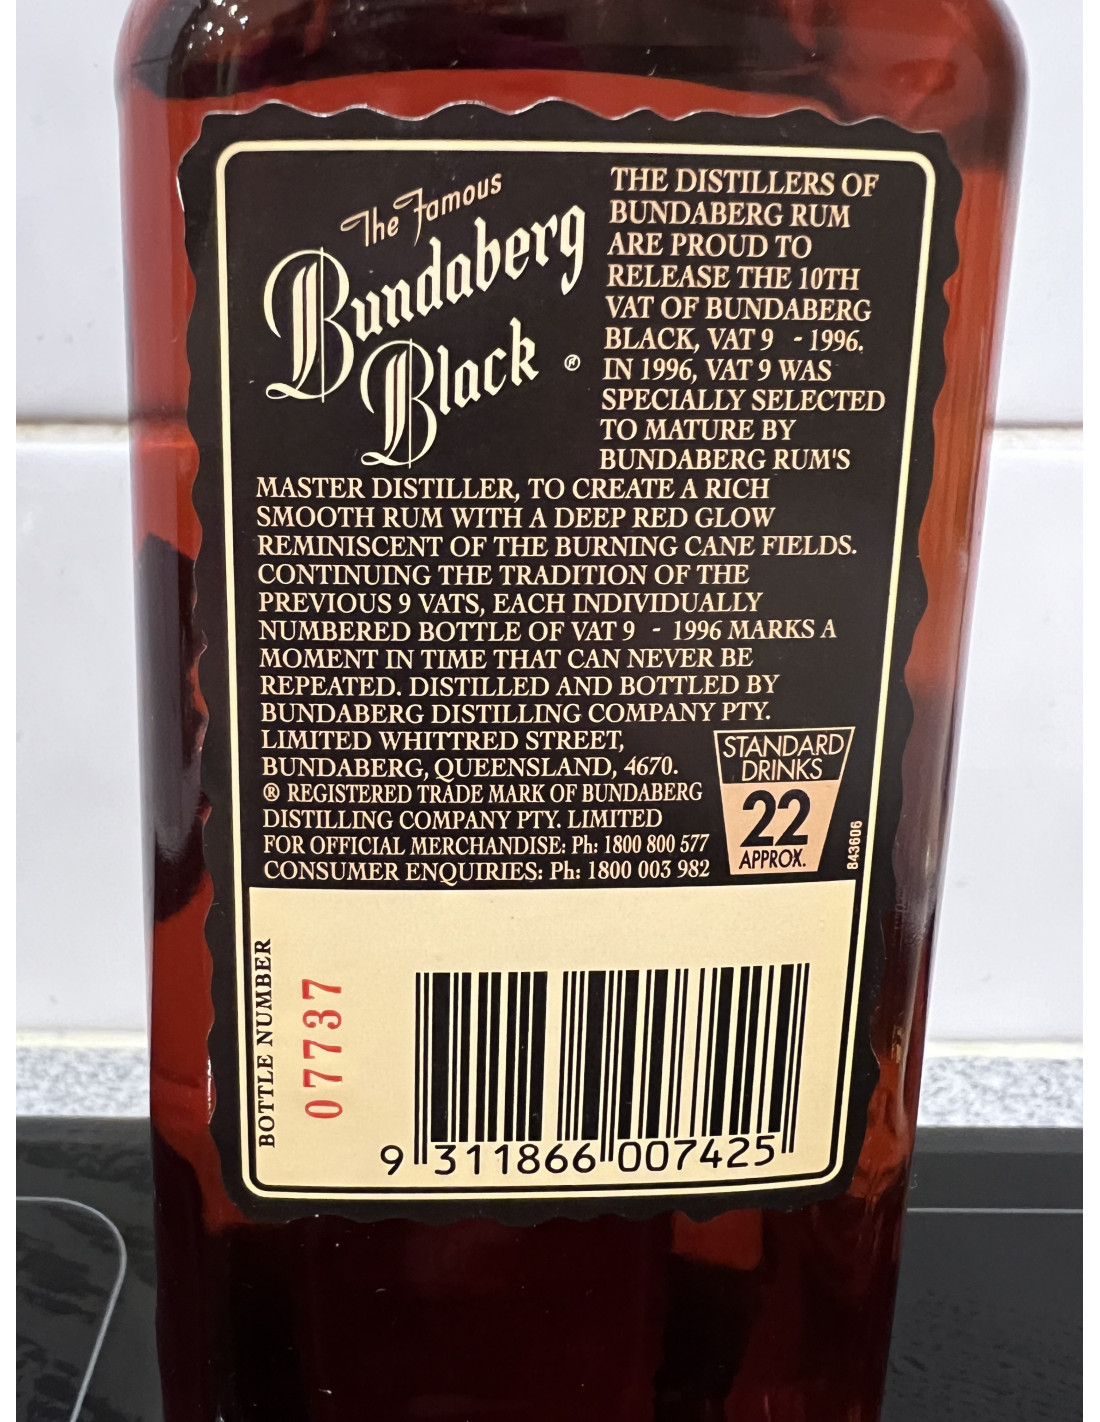 The Famous
Bundaberg
Black ®
THE DISTILLERS OF
BUNDABERG RUM
ARE PROUD TO
RELEASE THE 10TH
VAT OF BUNDABERG
BLACK, VAT 9 - 1996.
IN 1996, VAT 9 WAS
SPECIALLY SELECTED
TO MATURE BY
BUNDABERG RUM'S
MASTER DISTILLER, TO CREATE A RICH
SMOOTH RUM WITH A DEEP RED GLOW
REMINISCENT OF THE BURNING CANE FIELDS.
CONTINUING THE TRADITION OF THE
PREVIOUS 9 VATS, EACH INDIVIDUALLY
NUMBERED BOTTLE OF VAT 9 - 1996 MARKS A
MOMENT IN TIME THAT CAN NEVER BE
REPEATED. DISTILLED AND BOTTLED BY
BUNDABERG DISTILLING COMPANY PTY.
LIMITED WHITTRED STREET,
BUNDABERG, QUEENSLAND, 4670.
® REGISTERED TRADE MARK OF BUNDABERG
DISTILLING COMPANY PTY. LIMITED
FOR OFFICIAL MERCHANDISE: Ph: 1800 800 577
CONSUMER ENQUIRIES: Ph: 1800 003 982
STANDARD
DRINKS
22
APPROX.
843606
BOTTLE NUMBER
07737
9 311866 007425